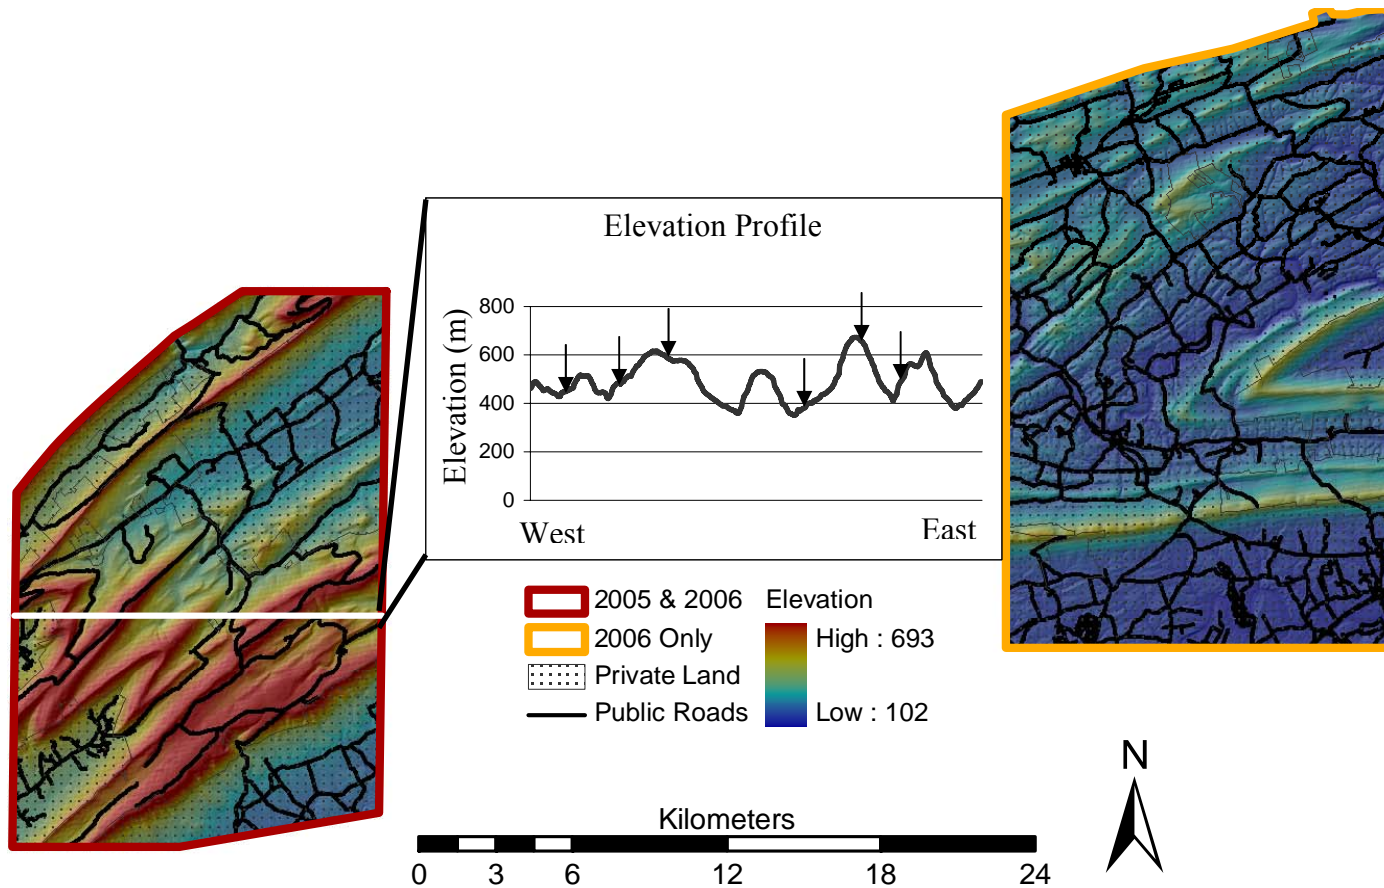 Elevation Profile
Elevation (m)
800
600
400
200
0
West East
2005 & 2006
2006 Only
Private Land
Public Roads
Elevation
High : 693
Low : 102
N
Kilometers
0 3 6 12 18 24